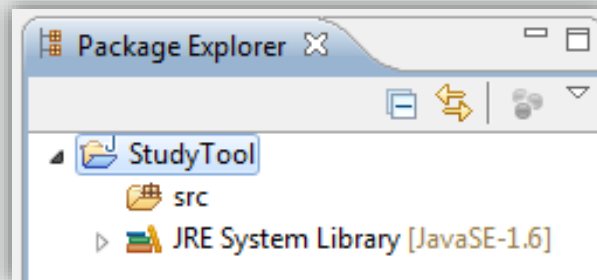 Package Explorer
StudyTool
src
JRE System Library [JavaSE-1.6]